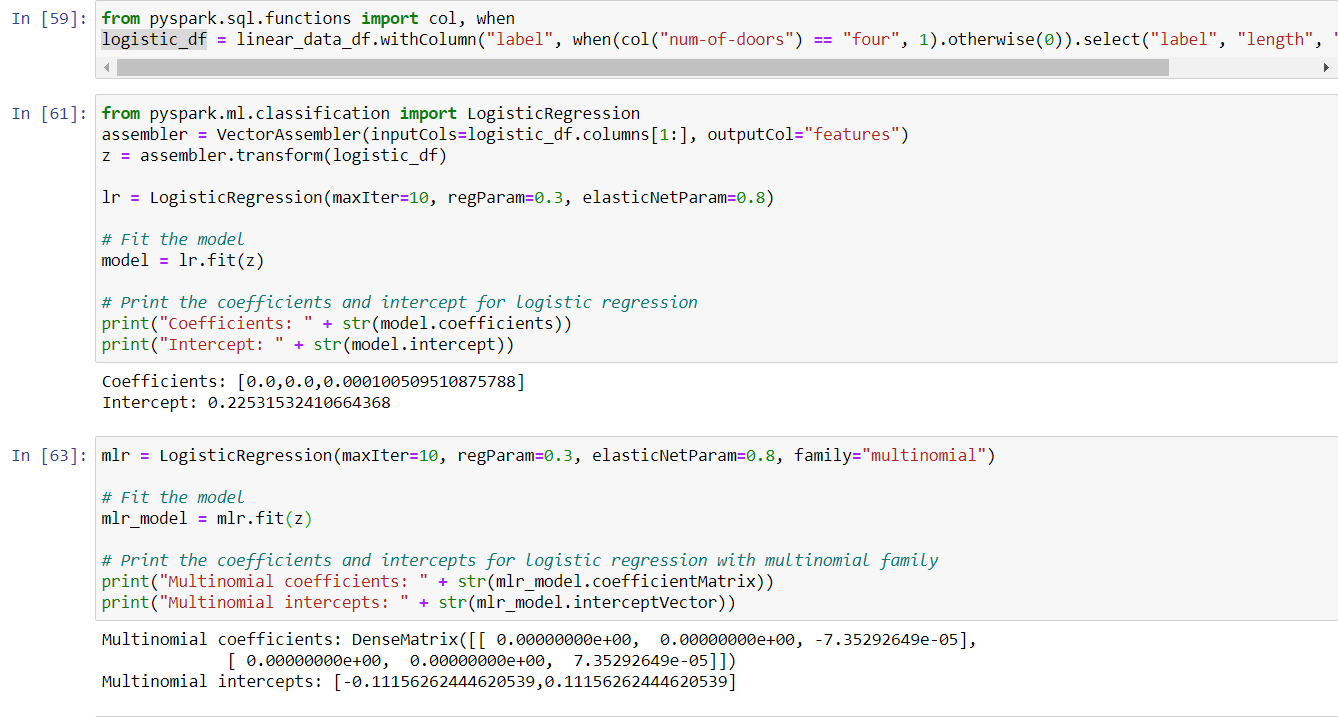 In [59]: from pyspark.sql.functions import col, when
logistic_df = linear_data_df.withColumn("label", when(col("num-of-doors") == "four", 1).otherwise(0)).select("label", "length", "
In [61]: from pyspark.ml.classification import LogisticRegression
assembler = VectorAssembler(inputCols=logistic_df.columns[1:], outputCol="features")
z = assembler.transform(logistic_df)
lr = LogisticRegression(maxIter=10, regParam=0.3, elasticNetParam=0.8)
# Fit the model
model = lr.fit(z)
# Print the coefficients and intercept for logistic regression
print("Coefficients: " + str(model.coefficients))
print("Intercept: " + str(model.intercept))
Coefficients: [0.0,0.0,0.000100509510875788]
Intercept: 0.22531532410664368
In [63]: mlr = LogisticRegression(maxIter=10, regParam=0.3, elasticNetParam=0.8, family="multinomial")
# Fit the model
mlr_model = mlr.fit(z)
# Print the coefficients and intercepts for logistic regression with multinomial family
print("Multinomial coefficients: " + str(mlr_model.coefficientMatrix))
print("Multinomial intercepts: " + str(mlr_model.interceptVector))
Multinomial coefficients: DenseMatrix([[ 0.00000000e+00,  0.00000000e+00, -7.35292649e-05],
[ 0.00000000e+00,  0.00000000e+00,  7.35292649e-05]])
Multinomial intercepts: [-0.11156262444620539,0.11156262444620539]